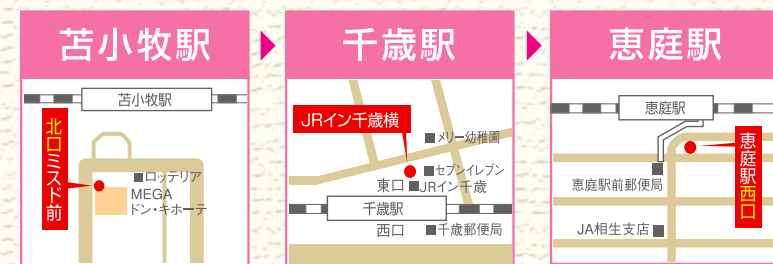 苫小牧駅
苫小牧駅
北口ミスド前
ロッテリア
MEGA
ドン・キホーテ
千歳駅
JRイン千歳横
メリー幼稚園
セブンイレブン
東口
JRイン千歳
千歳駅
西口
千歳郵便局
恵庭駅
恵庭駅
恵庭駅西口
恵庭駅前郵便局
JA相生支店